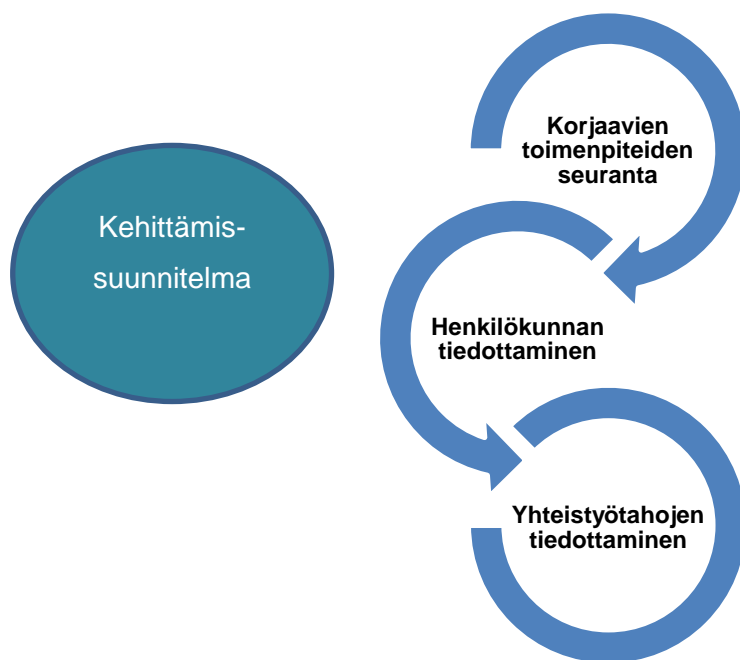 Kehittämis-
suunnitelma
Korjaavien
toimenpiteiden
seuranta
Henkilökunnan
tiedottaminen
Yhteistyötahojen
tiedottaminen